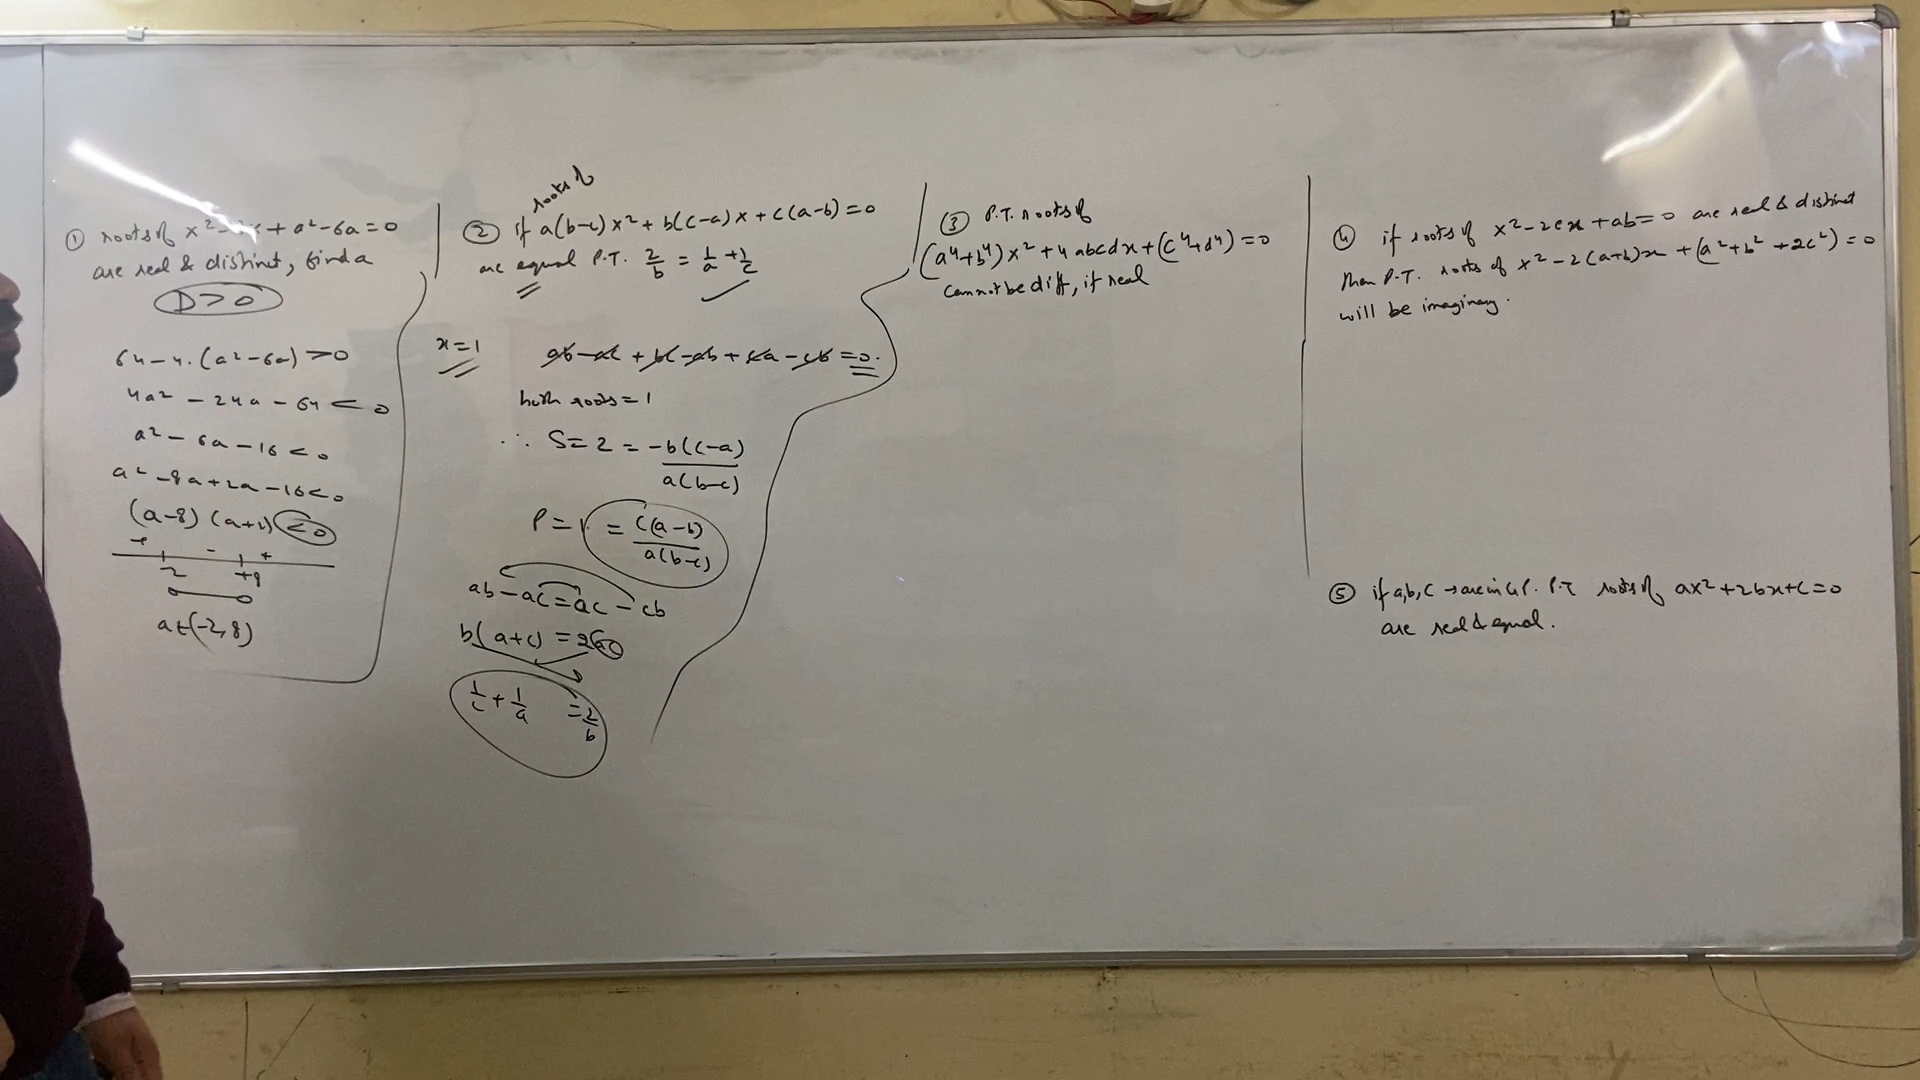 ① roots of x² - 8x + a² - 6a = 0
are real & distinct, find a
D > 0
64 - 4.(a² - 6a) > 0
4a² - 24a - 64 < 0
a² - 6a - 16 < 0
a² - 8a + 2a - 16 < 0
(a-8) (a+2) < 0
+ - +
-2 +8
a ∈ (-2, 8)
roots of
② if a(b-c)x² + b(c-a)x + c(a-b) = 0
are equal P.T. 2/b = 1/a + 1/c
x = 1 ab - ac + bc - ab + ca - cb = 0.
both roots = 1
∴ S = 2 = -b(c-a)/a(b-c)
P = 1 = c(a-b)/a(b-c)
ab - ac = ac - cb
b(a+c) = 2ac
1/c + 1/a = 2/b
③ P.T. roots of
(a⁴+b⁴)x² + 4abcdx + (c⁴+d⁴) = 0
cannot be diff, if real
④ if roots of x² - 2cx + ab = 0 are real & distinct
then P.T. roots of x² - 2(a+b)x + (a² + b² + 2c²) = 0
will be imaginary.
⑤ if a,b,c → are in G.P. P.T. roots of ax² + 2bx + c = 0
are real & equal.